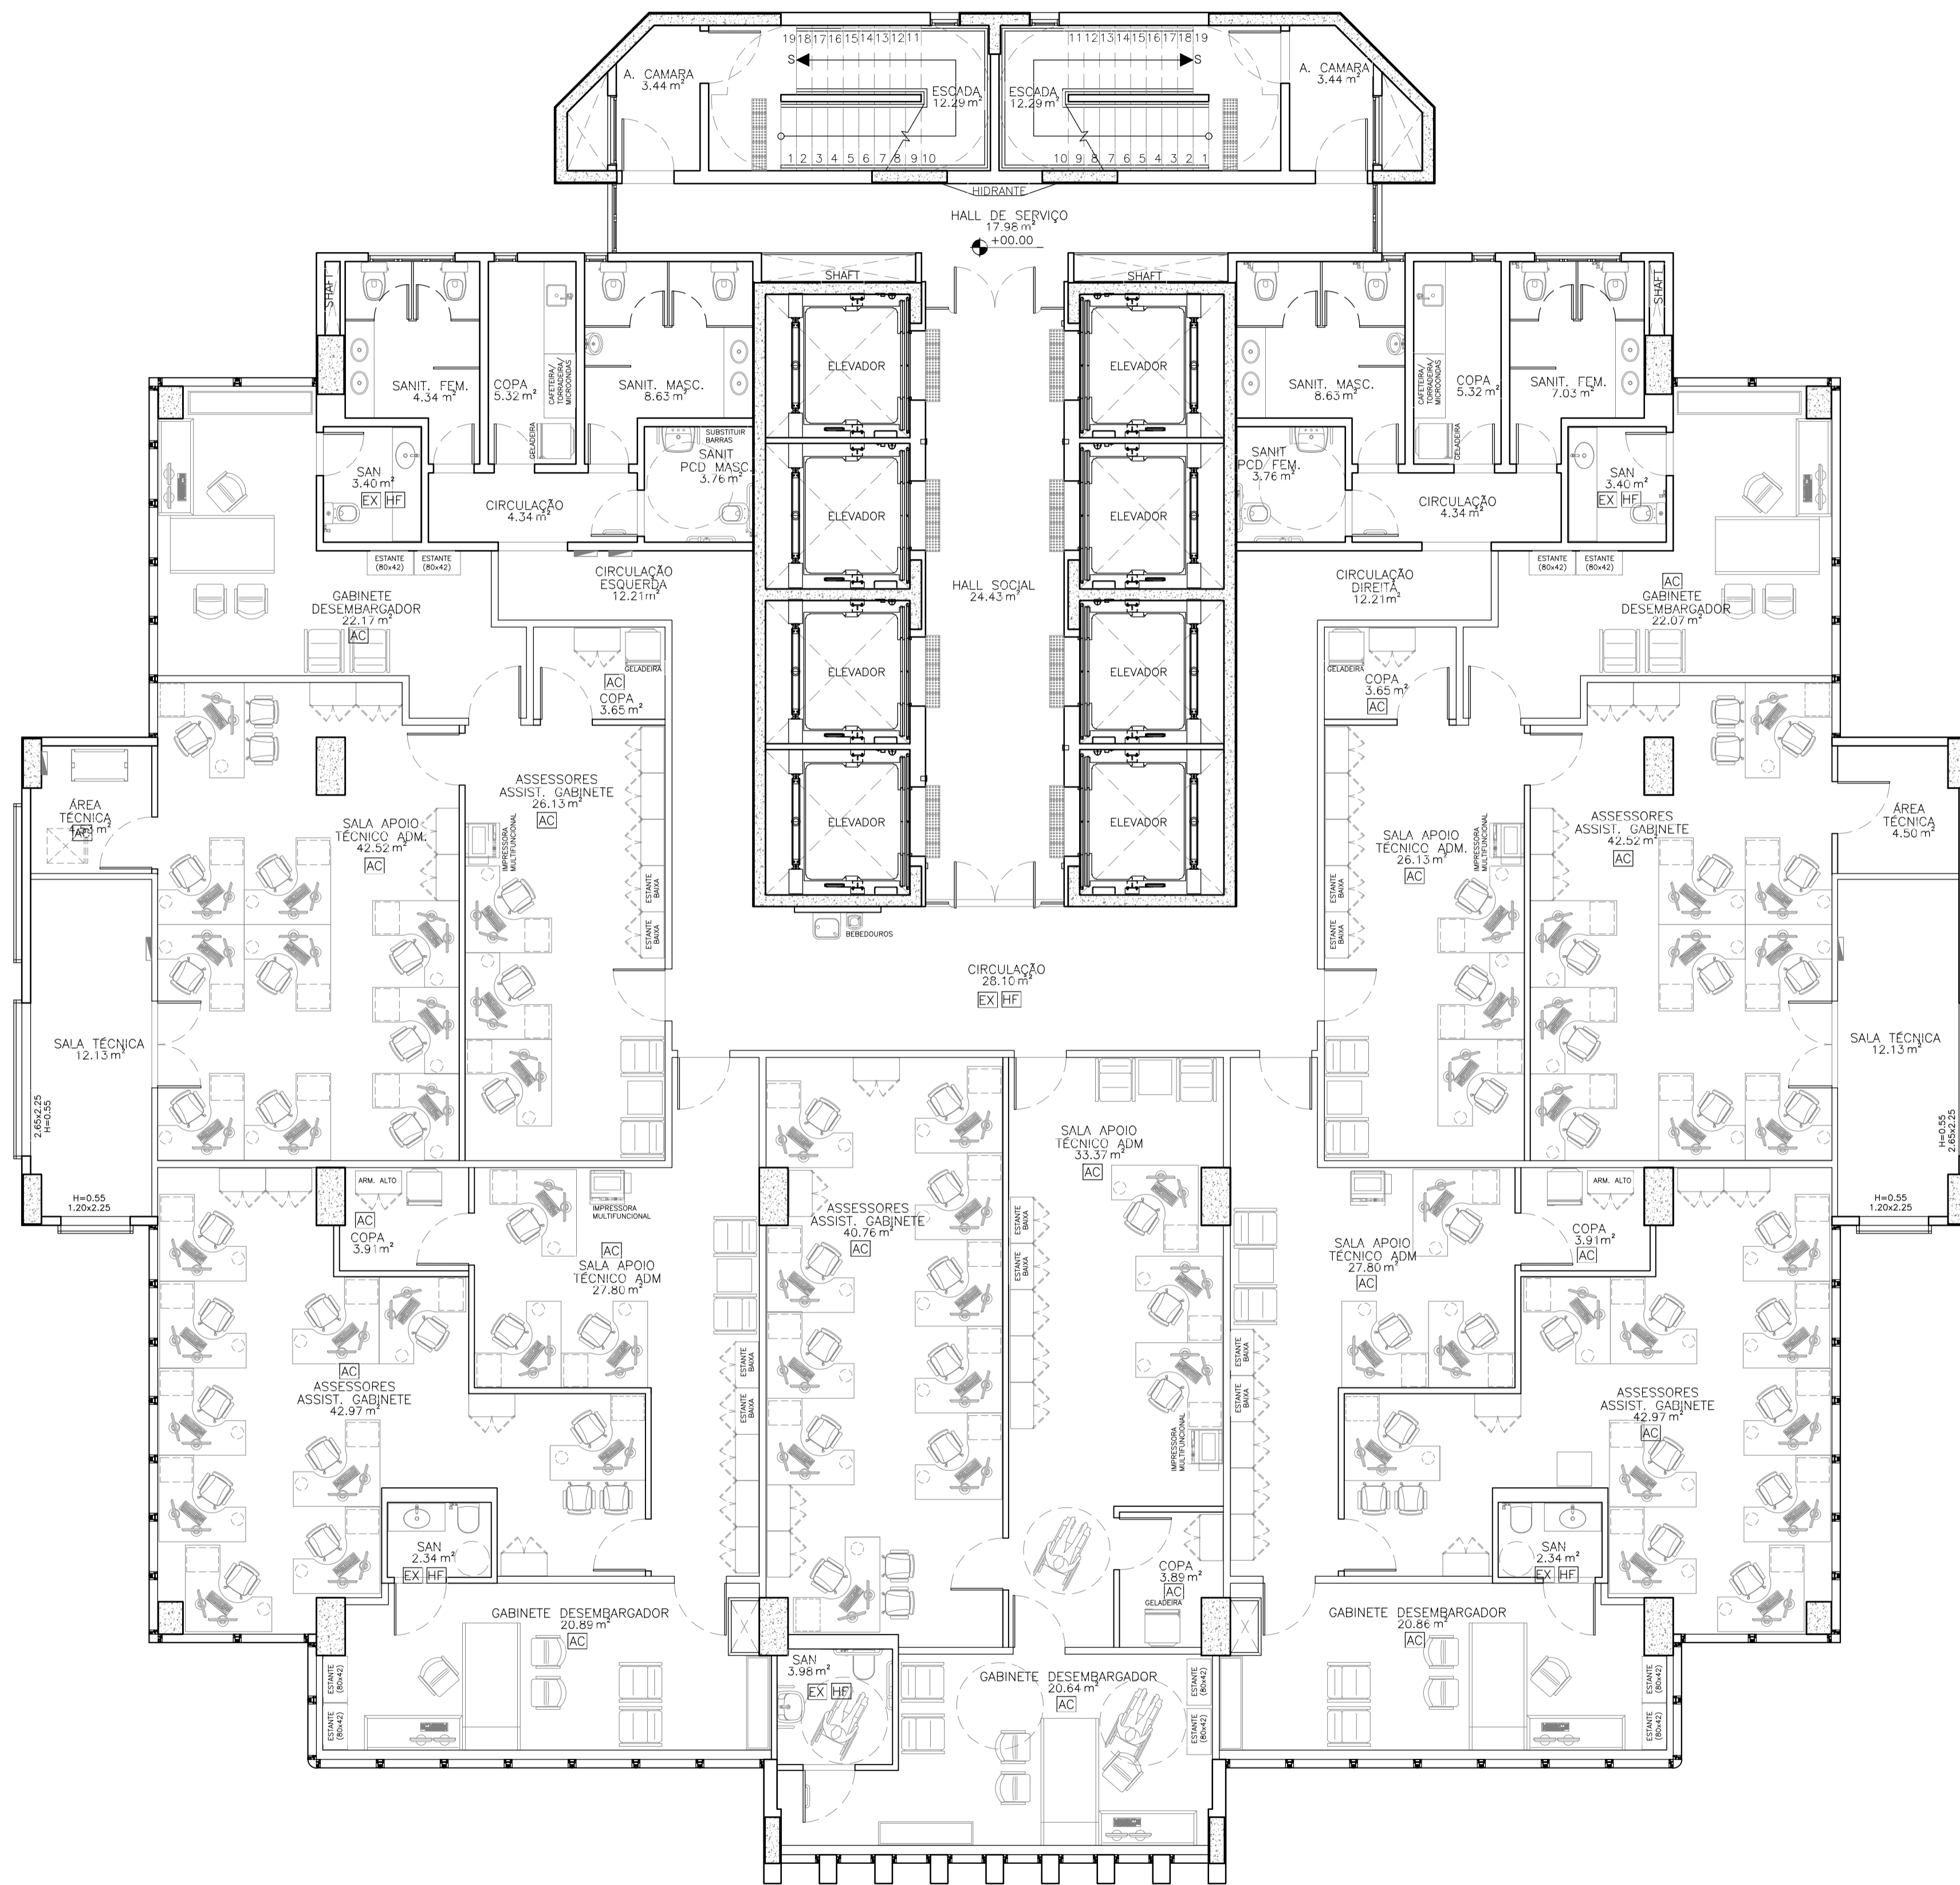 19 18 17 16 15 14 13 12 11
S
A. CAMARA
3.44 m²
ESCADA
12.29 m²
1 2 3 4 5 6 7 8 9 10
11 12 13 14 15 16 17 18 19
S
A. CAMARA
3.44 m²
ESCADA
12.29 m²
10 9 8 7 6 5 4 3 2 1
HIDRANTE
HALL DE SERVIÇO
17.98 m²
+00.00
SHAFT
SHAFT
SHAFT
SHAFT
SANIT. FEM.
4.34 m²
COPA
5.32 m²
CAFETEIRA/
TORRADEIRA/
MICROONDAS
GELADEIRA
SANIT. MASC.
8.63 m²
ELEVADOR
ELEVADOR
SANIT. MASC.
8.63 m²
CAFETEIRA/
TORRADEIRA/
MICROONDAS
GELADEIRA
COPA
5.32 m²
SANIT. FEM.
7.03 m²
SUBSTITUIR
BARRAS
SANIT
PCD MASC.
3.76 m²
SAN
3.40 m²
EX HF
CIRCULAÇÃO
4.34 m²
ELEVADOR
ELEVADOR
SANIT
PCD FEM.
3.76 m²
CIRCULAÇÃO
4.34 m²
SAN
3.40 m²
EX HF
ESTANTE
(80x42)
ESTANTE
(80x42)
CIRCULAÇÃO
ESQUERDA
12.21 m²
HALL SOCIAL
24.43 m²
CIRCULAÇÃO
DIREITA
12.21 m²
ESTANTE
(80x42)
ESTANTE
(80x42)
GABINETE
DESEMBARGADOR
22.17 m²
AC
AC
GABINETE
DESEMBARGADOR
22.07 m²
GELADEIRA
AC
COPA
3.65 m²
ELEVADOR
ELEVADOR
GELADEIRA
COPA
3.65 m²
AC
ÁREA
TÉCNICA
AC
SALA APOIO
TÉCNICO ADM.
42.52 m²
AC
ASSESSORES
ASSIST. GABINETE
26.13 m²
AC
IMPRESSORA
MULTIFUNCIONAL
ESTANTE
BAIXA
ESTANTE
BAIXA
ELEVADOR
ELEVADOR
ESTANTE
BAIXA
ESTANTE
BAIXA
SALA APOIO
TÉCNICO ADM.
26.13 m²
AC
IMPRESSORA
MULTIFUNCIONAL
ASSESSORES
ASSIST. GABINETE
42.52 m²
AC
ÁREA
TÉCNICA
4.50 m²
BEBEDOUROS
CIRCULAÇÃO
28.10 m²
EX HF
SALA TÉCNICA
12.13 m²
2.65x2.25
H=0.55
H=0.55
1.20x2.25
SALA TÉCNICA
12.13 m²
H=0.55
2.65x2.25
H=0.55
1.20x2.25
ARM. ALTO
AC
COPA
3.91 m²
IMPRESSORA
MULTIFUNCIONAL
AC
SALA APOIO
TÉCNICO ADM
27.80 m²
ASSESSORES
ASSIST. GABINETE
40.76 m²
AC
SALA APOIO
TÉCNICO ADM
33.37 m²
AC
ESTANTE
BAIXA
ESTANTE
BAIXA
SALA APOIO
TÉCNICO ADM
27.80 m²
AC
ARM. ALTO
COPA
3.91 m²
AC
AC
ASSESSORES
ASSIST. GABINETE
42.97 m²
ESTANTE
BAIXA
ESTANTE
BAIXA
IMPRESSORA
MULTIFUNCIONAL
ESTANTE
BAIXA
ESTANTE
BAIXA
ASSESSORES
ASSIST. GABINETE
42.97 m²
AC
SAN
2.34 m²
EX HF
COPA
3.89 m²
AC
GELADEIRA
SAN
2.34 m²
EX HF
GABINETE DESEMBARGADOR
20.89 m²
AC
ESTANTE
(80x42)
ESTANTE
(80x42)
SAN
3.98 m²
EX HF
GABINETE DESEMBARGADOR
20.64 m²
AC
ESTANTE
(80x42)
ESTANTE
(80x42)
GABINETE DESEMBARGADOR
20.86 m²
AC
ESTANTE
(80x42)
ESTANTE
(80x42)